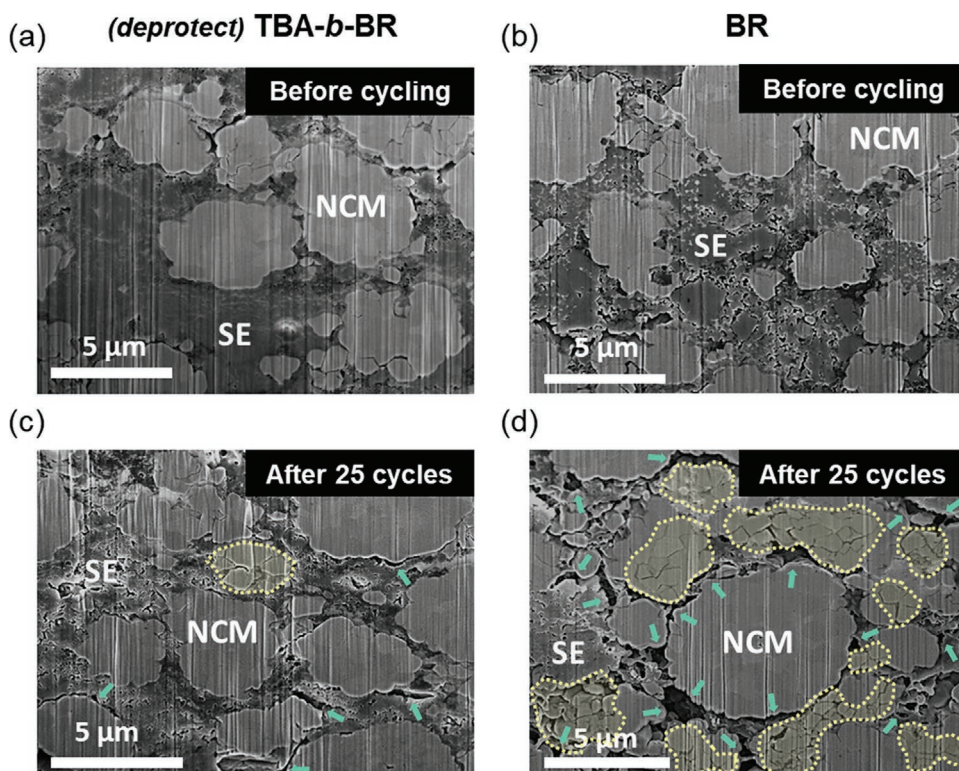 (deprotect) TBA-b-BR
BR
(a)
Before cycling
NCM
SE
5 μm
(b)
Before cycling
NCM
SE
5 μm
(c)
After 25 cycles
SE
NCM
5 μm
(d)
After 25 cycles
NCM
SE
5 μm